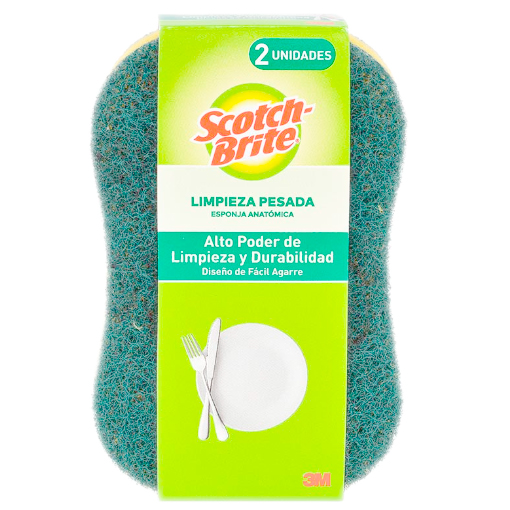 2 UNIDADES
Scotch-
Brite
LIMPIEZA PESADA
ESPONJA ANATÓMICA
Alto Poder de
Limpieza y Durabilidad
Diseño de Fácil Agarre
3M